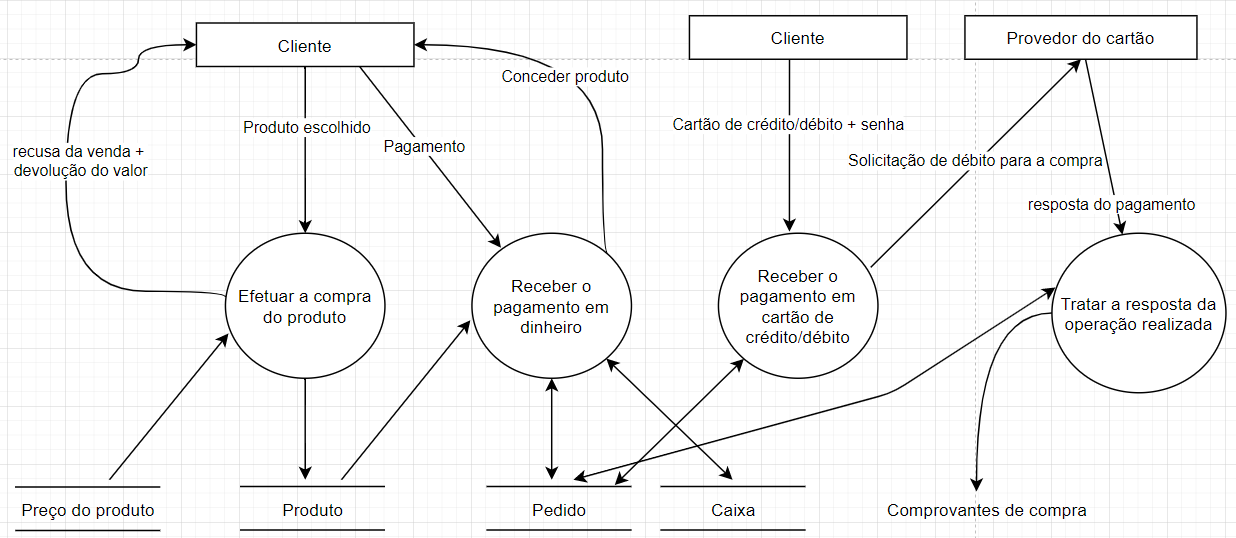 Cliente
Cliente
Provedor do cartão
Conceder produto
Produto escolhido
Pagamento
Cartão de crédito/débito + senha
recusa da venda +
devolução do valor
Solicitação de débito para a compra
resposta do pagamento
Efetuar a compra
do produto
Receber o
pagamento em
dinheiro
Receber o
pagamento em
cartão de
crédito/débito
Tratar a resposta da
operação realizada
Preço do produto
Produto
Pedido
Caixa
Comprovantes de compra